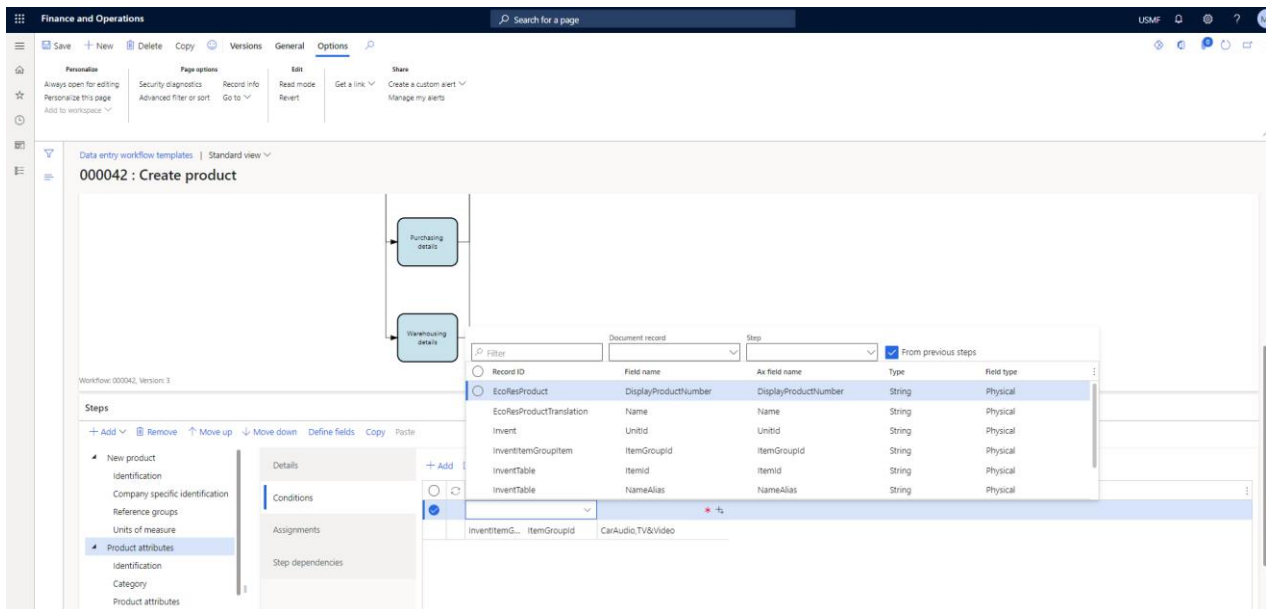 Finance and Operations
Search for a page
USMF
?
Save + New Delete Copy Versions General Options
Personalize
Always open for editing
Personalize this page
Add to workspace
Page options
Security diagnostics Record info
Advanced filter or sort Go to
Edit
Read mode
Revert
Get a link
Share
Create a custom alert
Manage my alerts
Data entry workflow templates | Standard view
000042 : Create product
Purchasing
details
Warehousing
details
Workflow: 000042, Version: 3
Document record Step
Filter From previous steps
Record ID Field name Ax field name Type Field type
EcoResProduct DisplayProductNumber DisplayProductNumber String Physical
EcoResProductTranslation Name Name String Physical
Invent UnitId UnitId String Physical
InventItemGroupItem ItemGroupId ItemGroupId String Physical
InventTable ItemId ItemId String Physical
InventTable NameAlias NameAlias String Physical
Steps
+ Add Remove Move up Move down Define fields Copy Paste
New product
Identification
Company specific identification
Reference groups
Units of measure
Product attributes
Identification
Category
Product attributes
Details
Conditions
Assignments
Step dependencies
+ Add
InventItemG... ItemGroupId CarAudio,TV&Video